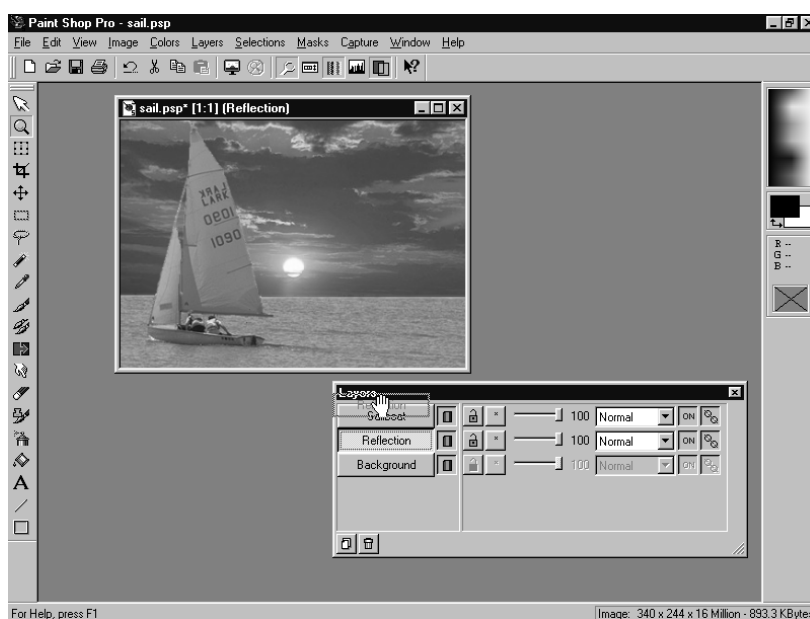 Paint Shop Pro - sail.psp
File Edit View Image Colors Layers Selections Masks Capture Window Help
sail.psp* [1:1] (Reflection)
LARK
1090
Layers
Reflection
Sailboat 100 Normal ON
Reflection 100 Normal ON
Background 100 Normal ON
A
R --
G --
B --
For Help, press F1
Image: 340 x 244 x 16 Million - 893.3 KBytes